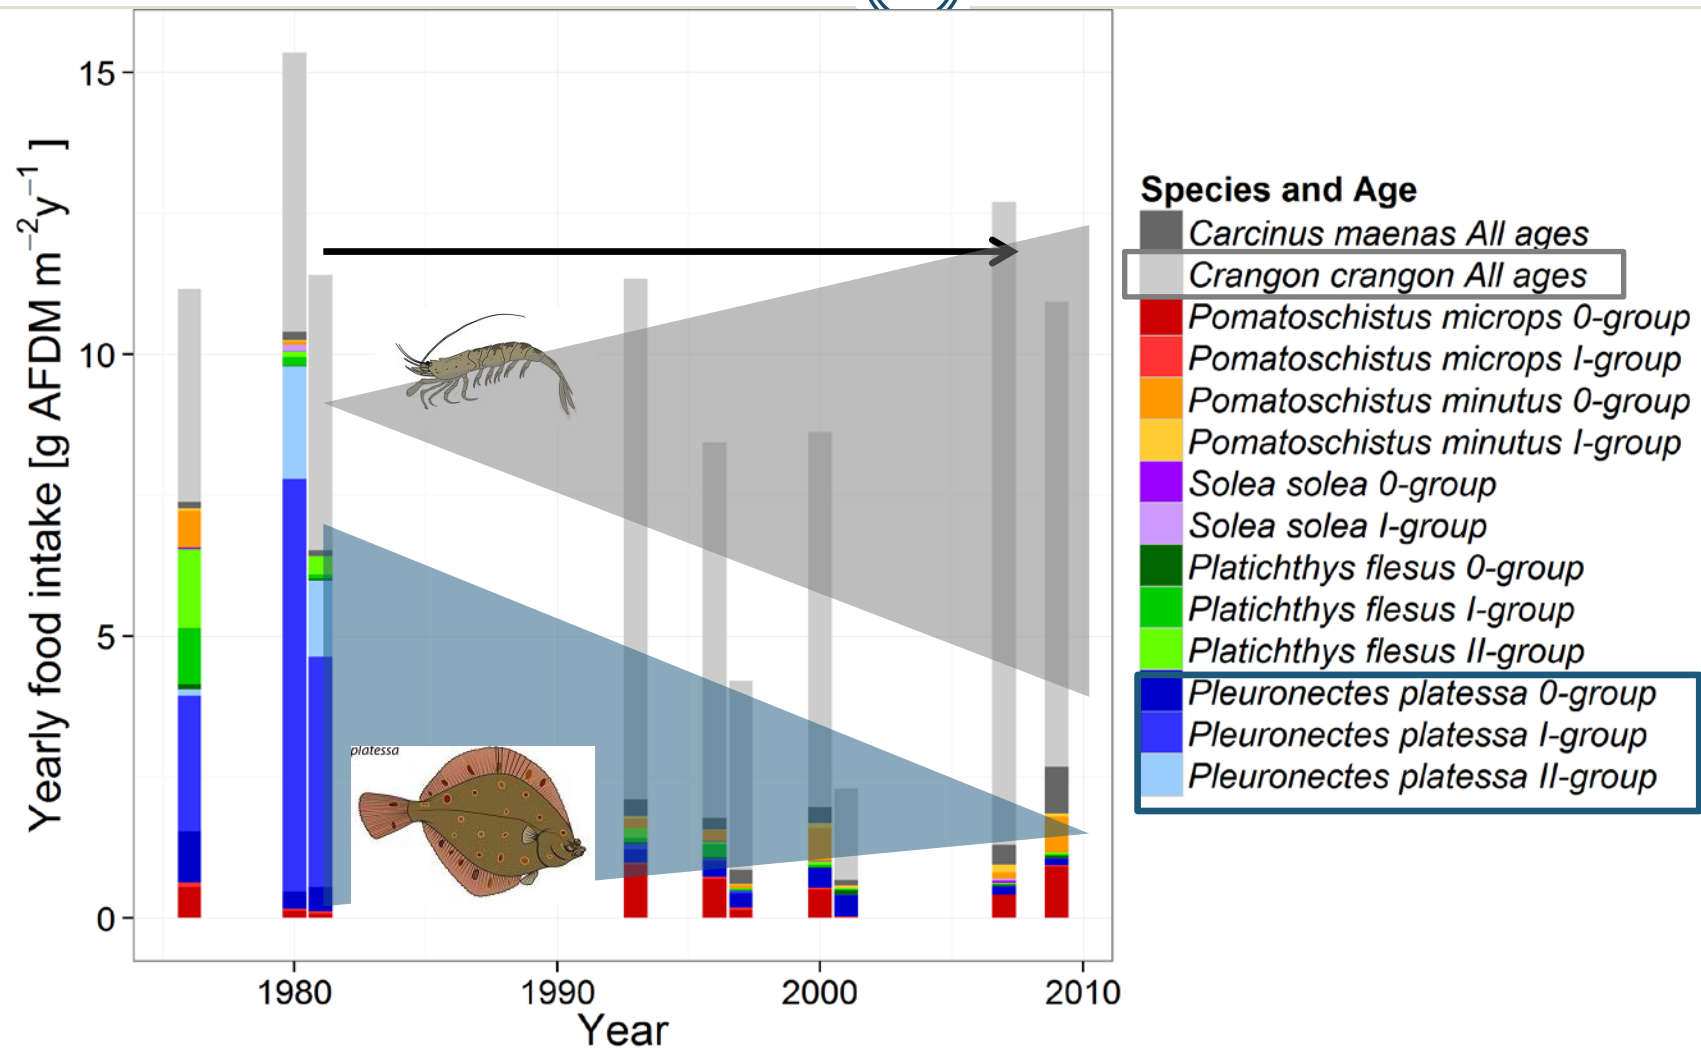 Yearly food intake [g AFDM m⁻²y⁻¹ ]
15
10
5
0
1980
1990
2000
2010
Year
platessa
Species and Age
Carcinus maenas All ages
Crangon crangon All ages
Pomatoschistus microps 0-group
Pomatoschistus microps I-group
Pomatoschistus minutus 0-group
Pomatoschistus minutus I-group
Solea solea 0-group
Solea solea I-group
Platichthys flesus 0-group
Platichthys flesus I-group
Platichthys flesus II-group
Pleuronectes platessa 0-group
Pleuronectes platessa I-group
Pleuronectes platessa II-group